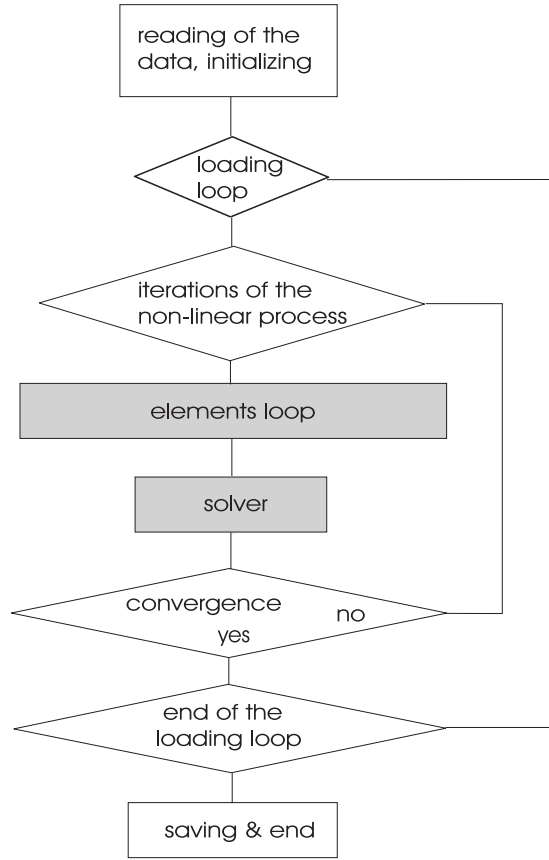 reading of the
data, initializing
loading
loop
iterations of the
non-linear process
elements loop
solver
convergence
no
yes
end of the
loading loop
saving & end